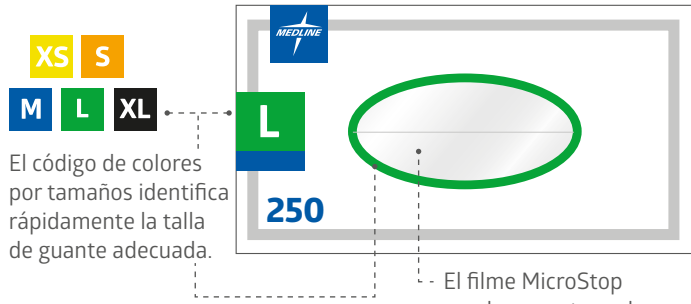 MEDLINE
XS S
M L XL
L
El código de colores
por tamaños identifica
rápidamente la talla
de guante adecuada.
250
El filme MicroStop